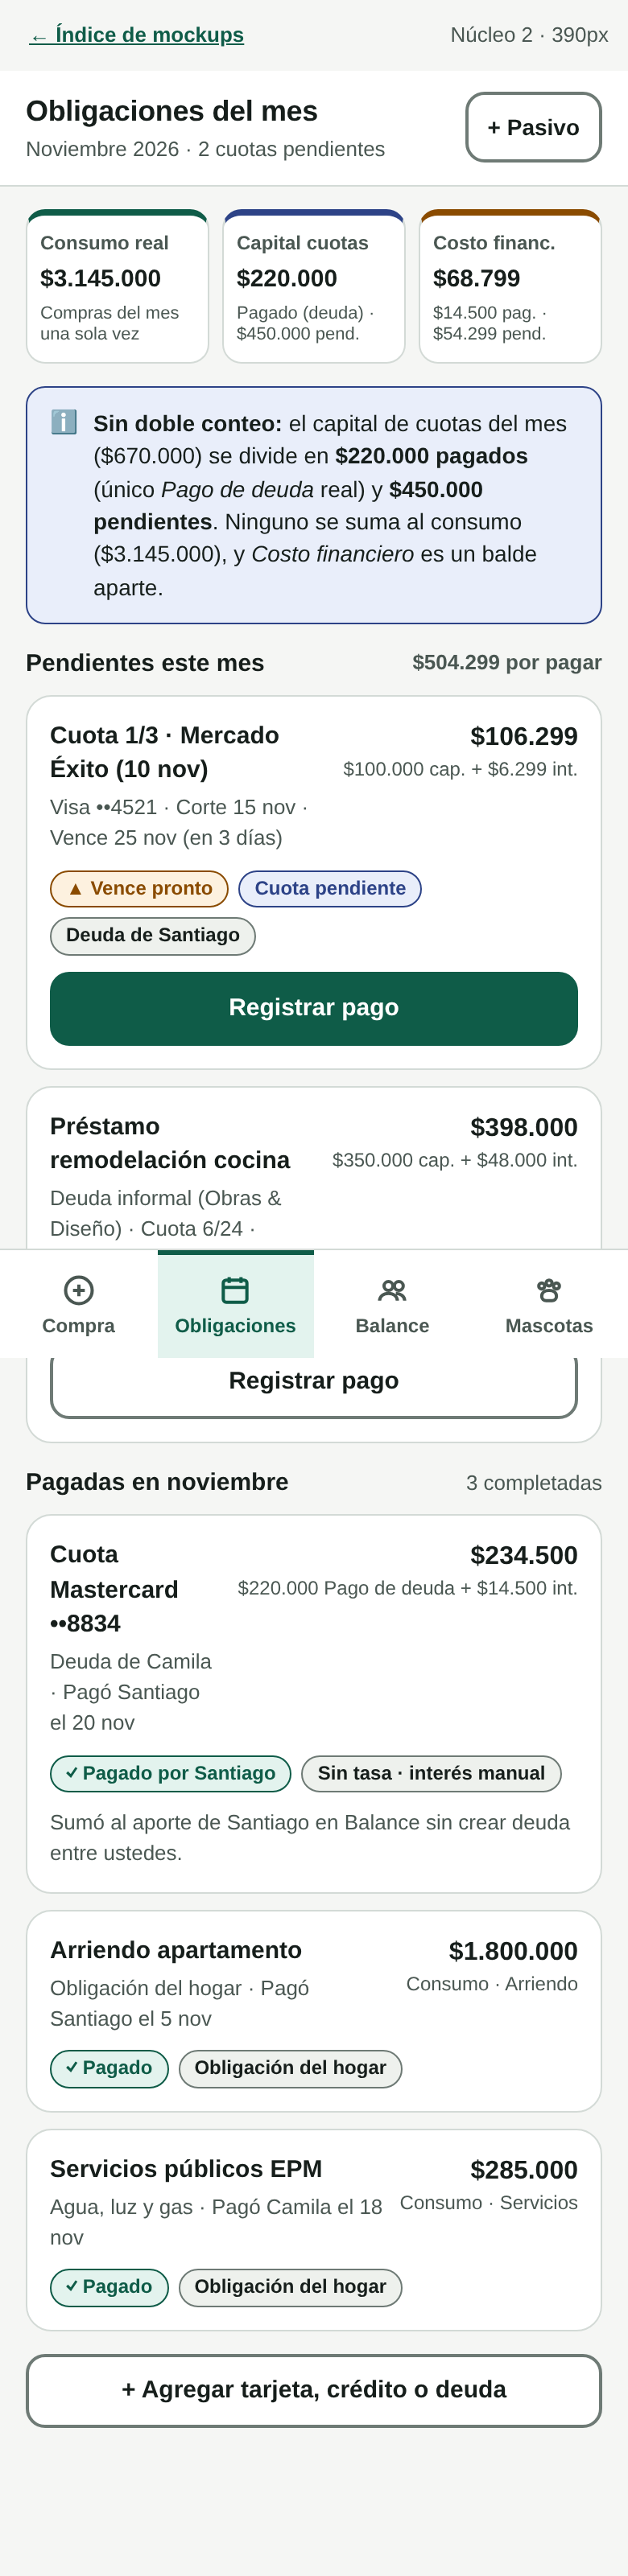 ← Índice de mockups
Núcleo 2 · 390px
Obligaciones del mes
Noviembre 2026 · 2 cuotas pendientes
+ Pasivo
Consumo real
$3.145.000
Compras del mes
una sola vez
Capital cuotas
$220.000
Pagado (deuda) ·
$450.000 pend.
Costo financ.
$68.799
$14.500 pag. ·
$54.299 pend.
Sin doble conteo: el capital de cuotas del mes
($670.000) se divide en $220.000 pagados
(único Pago de deuda real) y $450.000
pendientes. Ninguno se suma al consumo
($3.145.000), y Costo financiero es un balde
aparte.
Pendientes este mes
$504.299 por pagar
Cuota 1/3 · Mercado
Éxito (10 nov)
$106.299
$100.000 cap. + $6.299 int.
Visa ••4521 · Corte 15 nov ·
Vence 25 nov (en 3 días)
▲ Vence pronto
Cuota pendiente
Deuda de Santiago
Registrar pago
Préstamo
remodelación cocina
$398.000
$350.000 cap. + $48.000 int.
Deuda informal (Obras &
Diseño) · Cuota 6/24 ·
Compra
Obligaciones
Balance
Mascotas
Registrar pago
Pagadas en noviembre
3 completadas
Cuota
Mastercard
••8834
$234.500
$220.000 Pago de deuda + $14.500 int.
Deuda de Camila
· Pagó Santiago
el 20 nov
✓ Pagado por Santiago
Sin tasa · interés manual
Sumó al aporte de Santiago en Balance sin crear deuda
entre ustedes.
Arriendo apartamento
$1.800.000
Consumo · Arriendo
Obligación del hogar · Pagó
Santiago el 5 nov
✓ Pagado
Obligación del hogar
Servicios públicos EPM
$285.000
Consumo · Servicios
Agua, luz y gas · Pagó Camila el 18
nov
✓ Pagado
Obligación del hogar
+ Agregar tarjeta, crédito o deuda